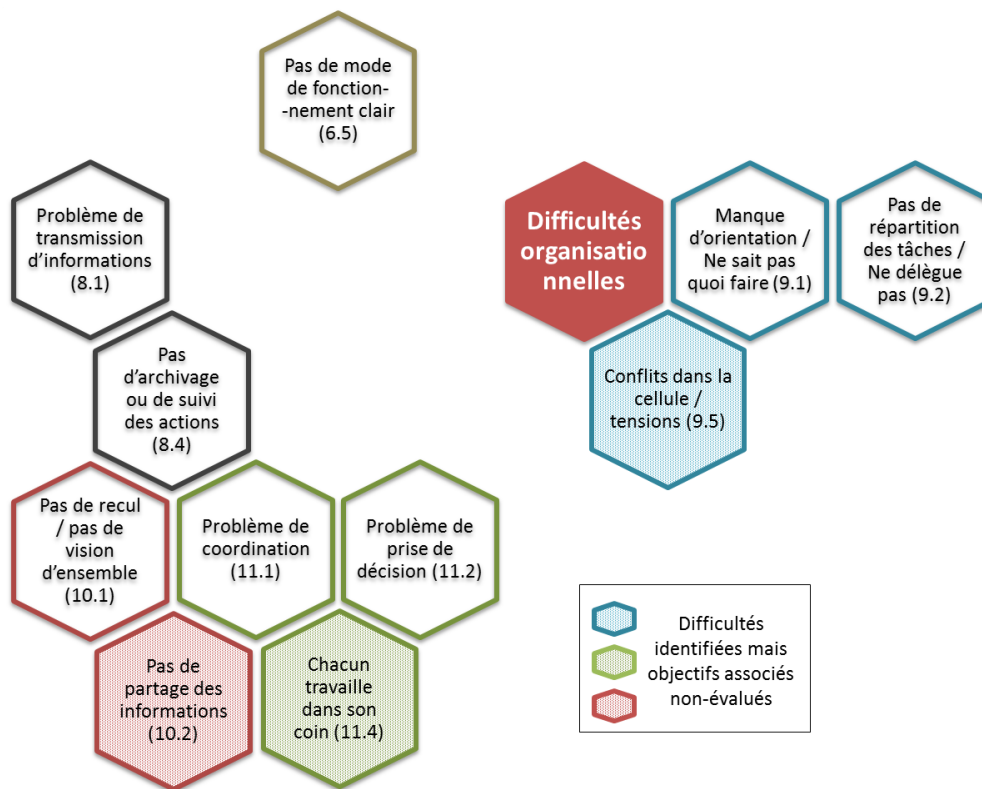 Pas de mode
de fonction-
-nement clair
(6.5)
Problème de
transmission
d'informations
(8.1)
Difficultés
organisatio
nnelles
Manque
d'orientation /
Ne sait pas
quoi faire (9.1)
Pas de
répartition
des tâches /
Ne délègue
pas (9.2)
Pas
d'archivage
ou de suivi
des actions
(8.4)
Conflits dans la
cellule /
tensions (9.5)
Pas de recul
/ pas de
vision
d'ensemble
(10.1)
Problème de
coordination
(11.1)
Problème de
prise de
décision (11.2)
Pas de
partage des
informations
(10.2)
Chacun
travaille
dans son
coin (11.4)
Difficultés
identifiées mais
objectifs associés
non-évalués